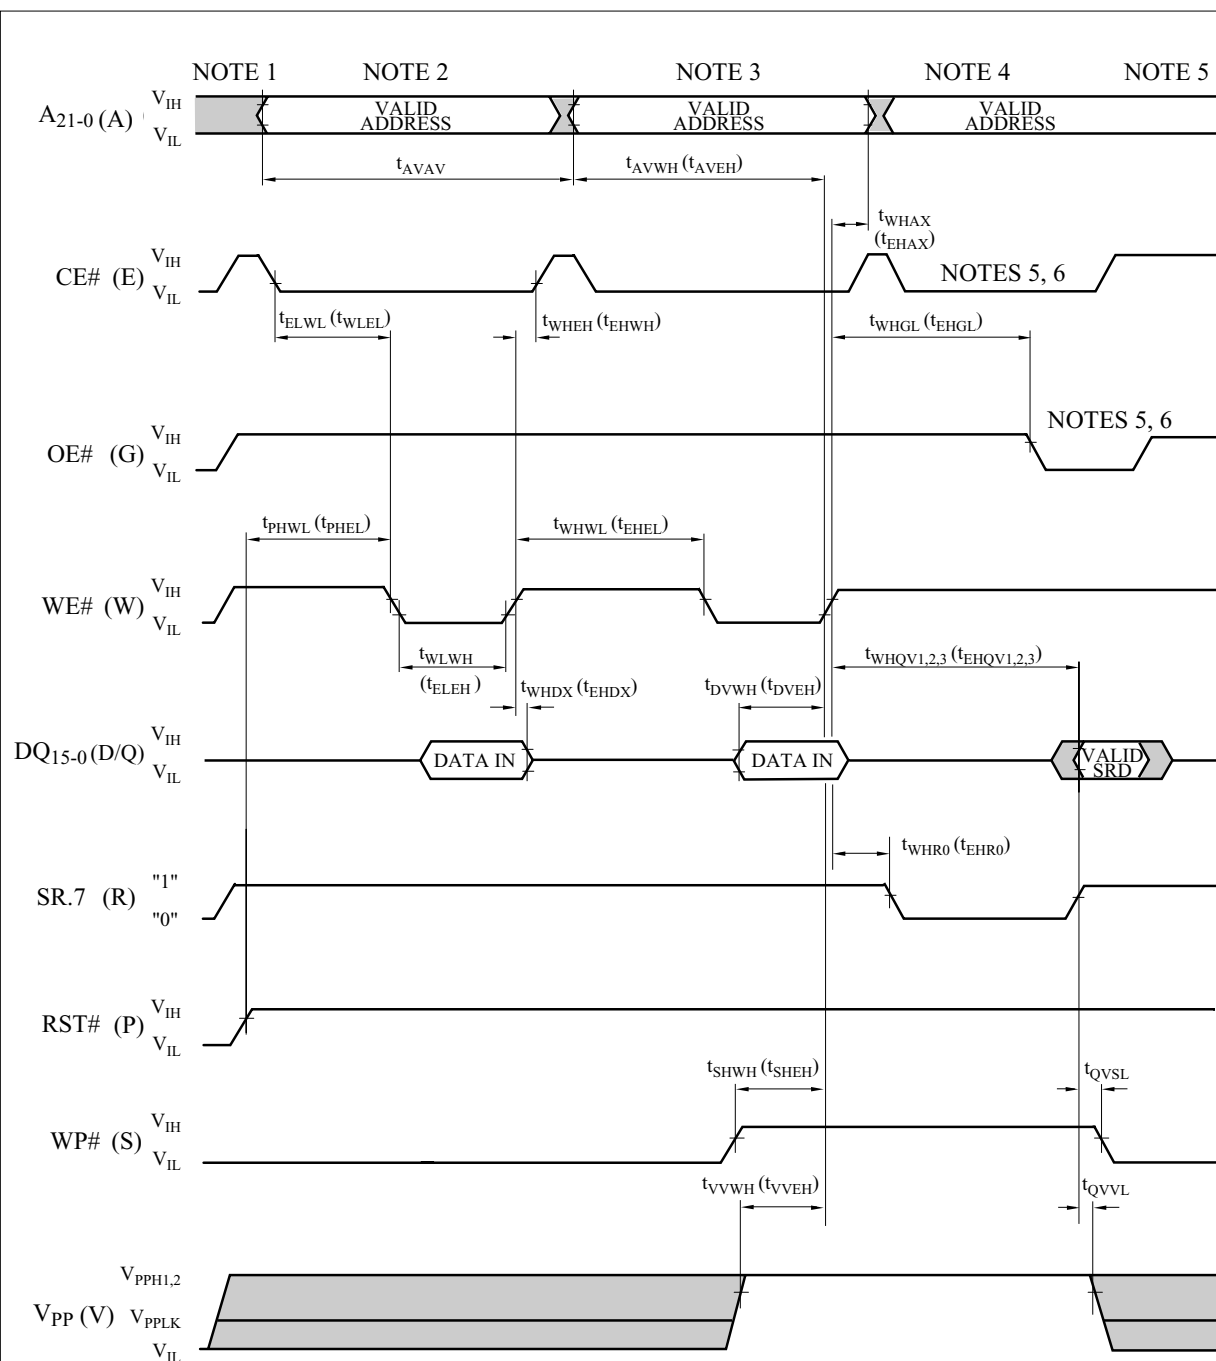 NOTE 1 NOTE 2 NOTE 3 NOTE 4 NOTE 5
A21-0 (A) VIH VIL
VALID ADDRESS
VALID ADDRESS
VALID ADDRESS
tAVAV tAVWH (tAVEH)
tWHAX
(tEHAX)
CE# (E) VIH VIL
NOTES 5, 6
tELWL (tWLEL) tWHEH (tEHWH) tWHGL (tEHGL)
OE# (G) VIH VIL
NOTES 5, 6
tPHWL (tPHEL) tWHWL (tEHEL)
WE# (W) VIH VIL
tWLWH
(tELEH)
tWHDX (tEHDX) tDVWH (tDVEH) tWHQV1,2,3 (tEHQV1,2,3)
DQ15-0 (D/Q) VIH VIL
DATA IN DATA IN VALID SRD
tWHR0 (tEHR0)
SR.7 (R) "1" "0"
RST# (P) VIH VIL
tSHWH (tSHEH) tQVSL
WP# (S) VIH VIL
tVVWH (tVVEH) tQVVL
VPP (V) VPPH1,2 VPPLK VIL